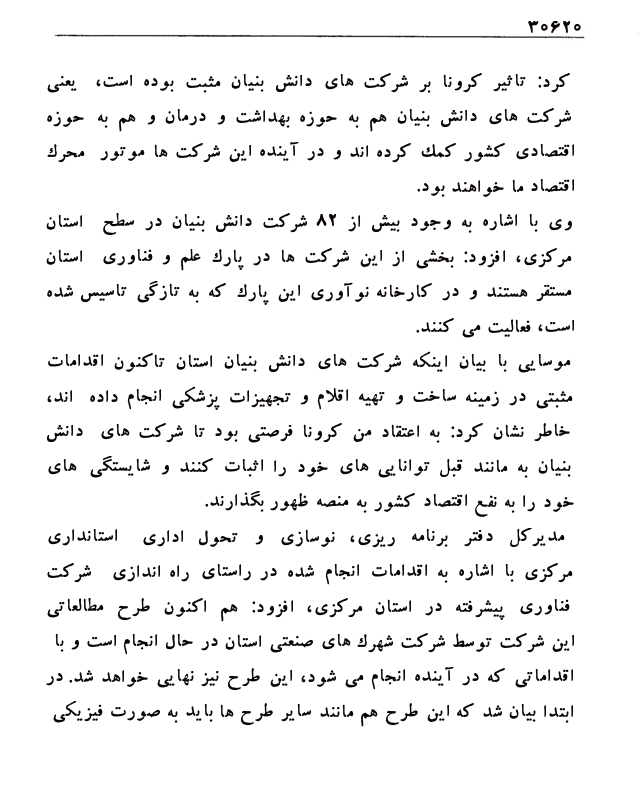 ۳۰۶۲۰
کرد: تاثیر کرونا بر شرکت های دانش بنیان مثبت بوده است، یعنی
شرکت های دانش بنیان هم به حوزه بهداشت و درمان و هم به حوزه
اقتصادی کشور کمك کرده اند و در آینده این شرکت ها موتور محرك
اقتصاد ما خواهند بود.
وی با اشاره به وجود بیش از ۸۲ شرکت دانش بنیان در سطح استان
مرکزی، افزود: بخشی از این شرکت ها در پارك علم و فناوری استان
مستقر هستند و در کارخانه نوآوری این پارك که به تازگی تاسیس شده
است، فعالیت می کنند.
موسایی با بیان اینکه شرکت های دانش بنیان استان تاکنون اقدامات
مثبتی در زمینه ساخت و تهیه اقلام و تجهیزات پزشکی انجام داده اند،
خاطر نشان کرد: به اعتقاد من کرونا فرصتی بود تا شرکت های دانش
بنیان به مانند قبل توانایی های خود را اثبات کنند و شایستگی های
خود را به نفع اقتصاد کشور به منصه ظهور بگذارند.
مدیرکل دفتر برنامه ریزی، نوسازی و تحول اداری استانداری
مرکزی با اشاره به اقدامات انجام شده در راستای راه اندازی شرکت
فناوری پیشرفته در استان مرکزی، افزود: هم اکنون طرح مطالعاتی
این شرکت توسط شرکت شهرك های صنعتی استان در حال انجام است و با
اقداماتی که در آینده انجام می شود، این طرح نیز نهایی خواهد شد. در
ابتدا بیان شد که این طرح هم مانند سایر طرح ها باید به صورت فیزیکی